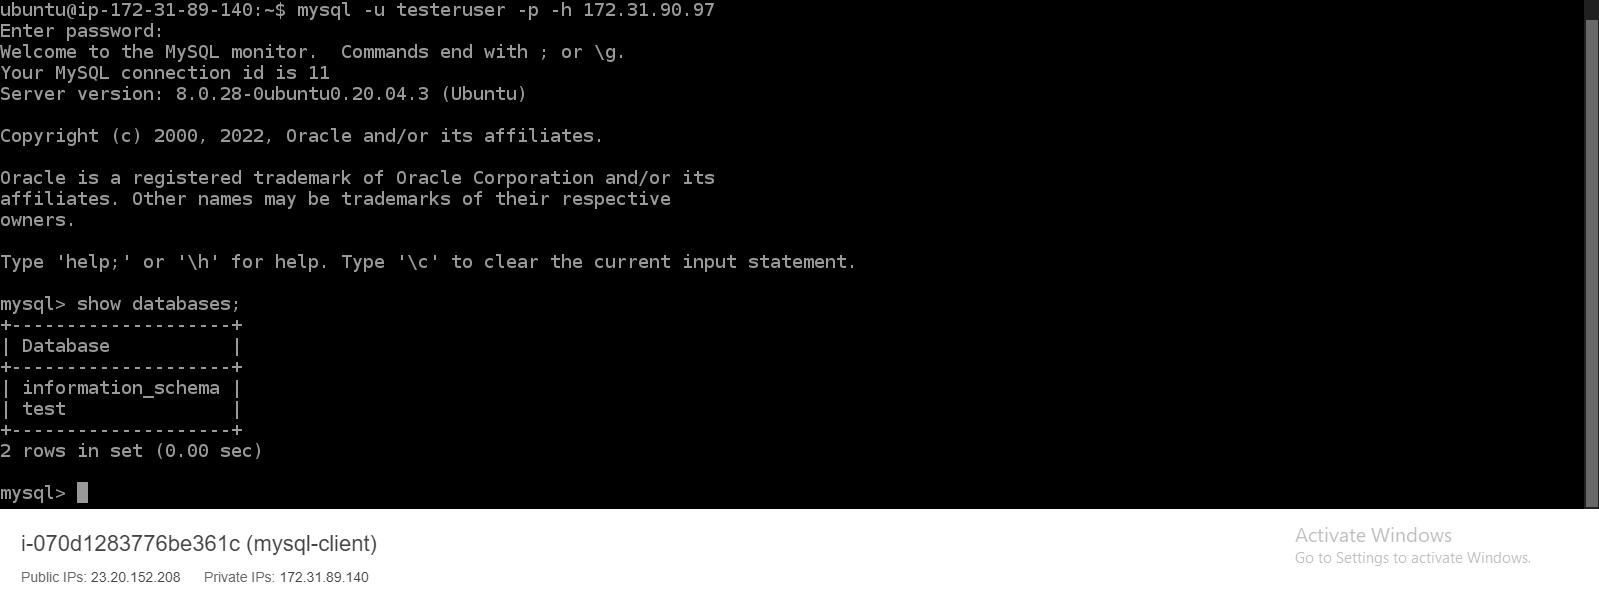 ubuntu@ip-172-31-89-140:~$ mysql -u testeruser -p -h 172.31.90.97
Enter password:
Welcome to the MySQL monitor.  Commands end with ; or \g.
Your MySQL connection id is 11
Server version: 8.0.28-0ubuntu0.20.04.3 (Ubuntu)
Copyright (c) 2000, 2022, Oracle and/or its affiliates.
Oracle is a registered trademark of Oracle Corporation and/or its
affiliates. Other names may be trademarks of their respective
owners.
Type 'help;' or '\h' for help. Type '\c' to clear the current input statement.
mysql> show databases;
+--------------------+
| Database           |
+--------------------+
| information_schema |
| test               |
+--------------------+
2 rows in set (0.00 sec)
mysql>
i-070d1283776be361c (mysql-client)
Public IPs: 23.20.152.208 Private IPs: 172.31.89.140
Activate Windows
Go to Settings to activate Windows.